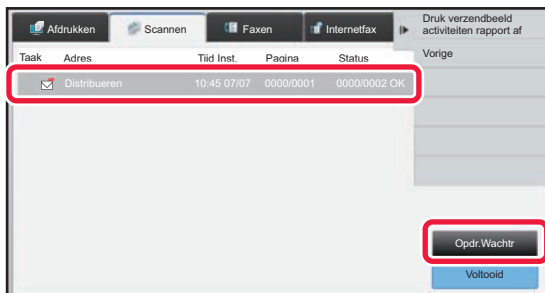 Afdrukken Scannen Faxen Internetfax
Druk verzendbeeld
activiteiten rapport af
Taak Adres Tijd Inst. Pagina Status
Vorige
Distribueren 10:45 07/07 0000/0001 0000/0002 OK
Opdr.Wachtr
Voltooid